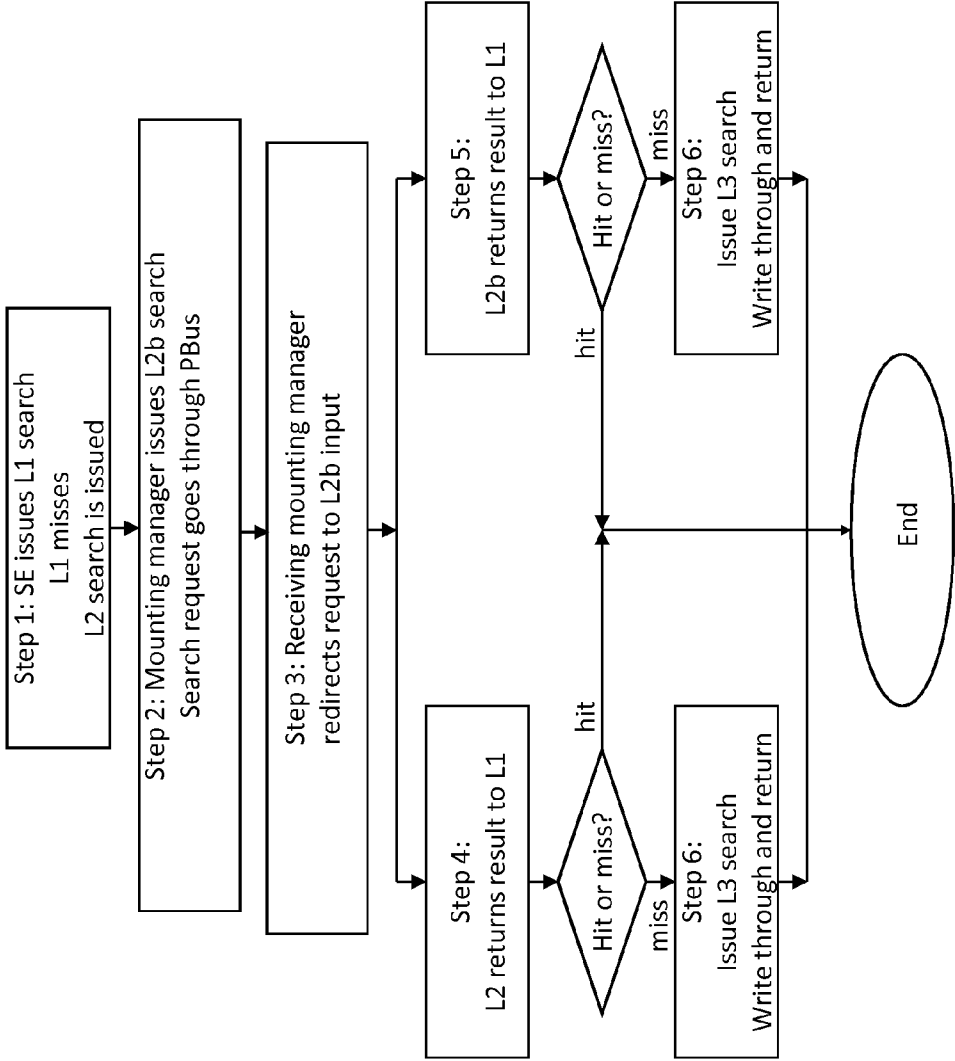 Step 1: SE issues L1 search
L1 misses
L2 search is issued
Step 2: Mounting manager issues L2b search
Search request goes through PBus
Step 3: Receiving mounting manager
redirects request to L2b input
Step 4:
L2 returns result to L1
Hit or miss?
hit
miss
Step 6:
Issue L3 search
Write through and return
Step 5:
L2b returns result to L1
Hit or miss?
hit
miss
Step 6:
Issue L3 search
Write through and return
End